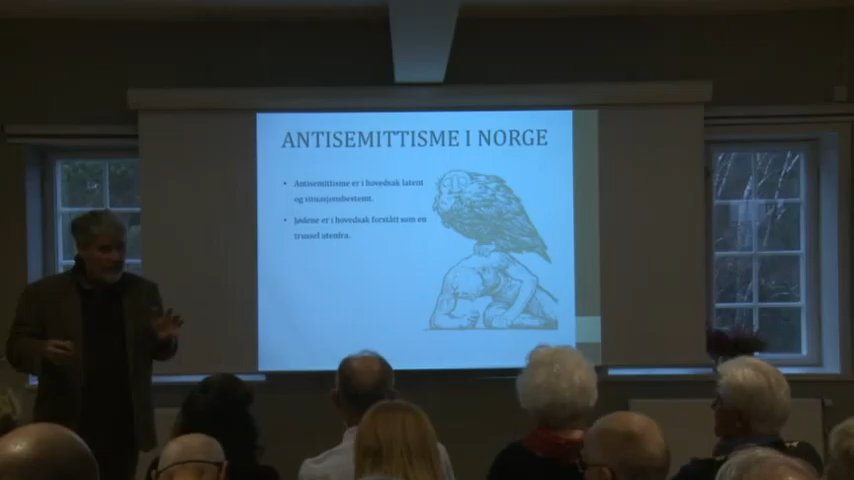 ANTISEMITTISME I NORGE
• Antisemittisme er i hovedsak latent
og situasjonsbestemt.
• Jødene er i hovedsak forstått som en
trussel utenfra.